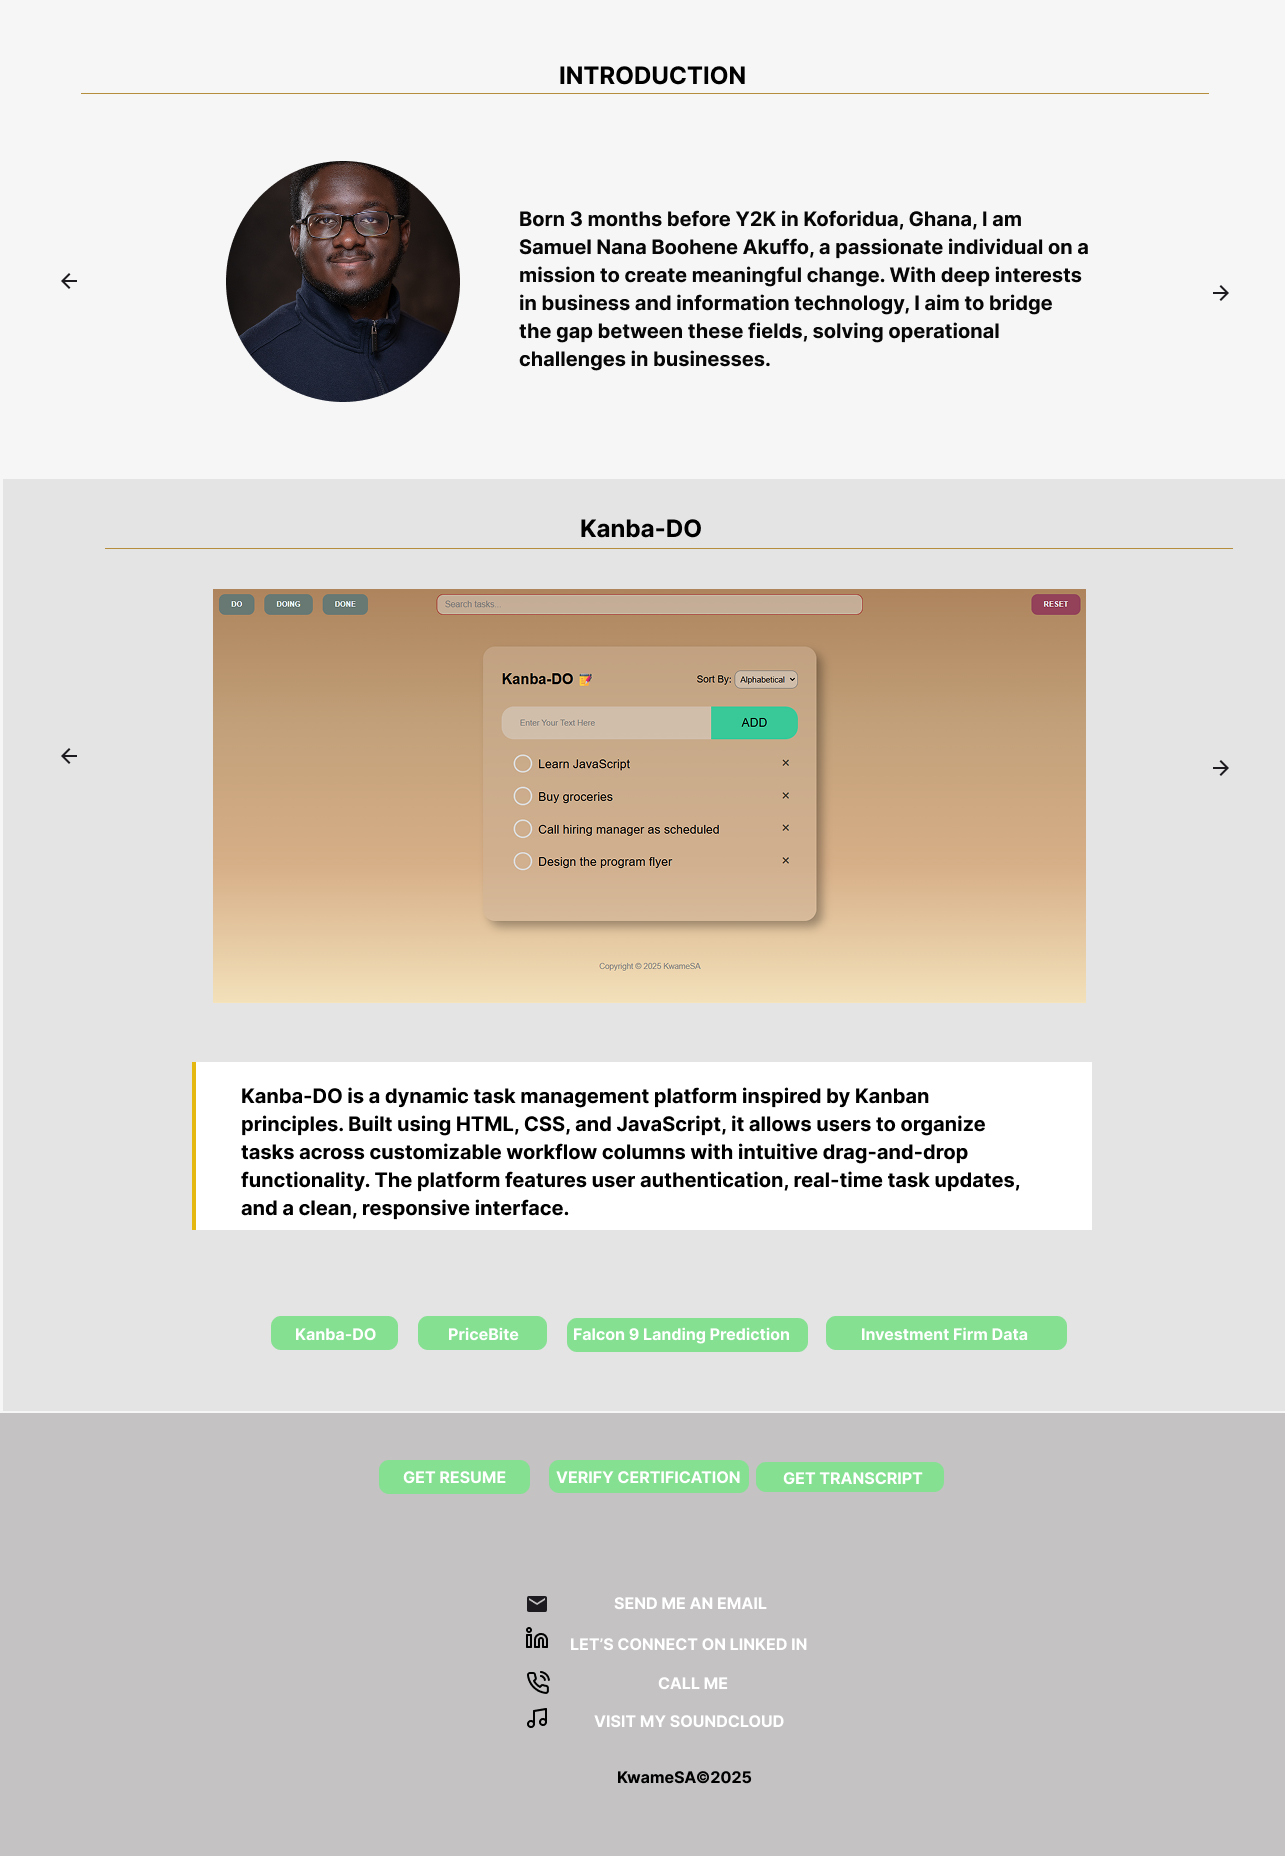 INTRODUCTION
Born 3 months before Y2K in Koforidua, Ghana, I am
Samuel Nana Boohene Akuffo, a passionate individual on a
mission to create meaningful change. With deep interests
in business and information technology, I aim to bridge
the gap between these fields, solving operational
challenges in businesses.
Kanba-DO
DO DOING DONE Search tasks... RESET
Kanba-DO Sort By: Alphabetical
Enter Your Text Here ADD
Learn JavaScript ×
Buy groceries ×
Call hiring manager as scheduled ×
Design the program flyer ×
Copyright © 2025 KwameSA
Kanba-DO is a dynamic task management platform inspired by Kanban
principles. Built using HTML, CSS, and JavaScript, it allows users to organize
tasks across customizable workflow columns with intuitive drag-and-drop
functionality. The platform features user authentication, real-time task updates,
and a clean, responsive interface.
Kanba-DO PriceBite Falcon 9 Landing Prediction Investment Firm Data
GET RESUME VERIFY CERTIFICATION GET TRANSCRIPT
SEND ME AN EMAIL
LET'S CONNECT ON LINKED IN
CALL ME
VISIT MY SOUNDCLOUD
KwameSA©2025